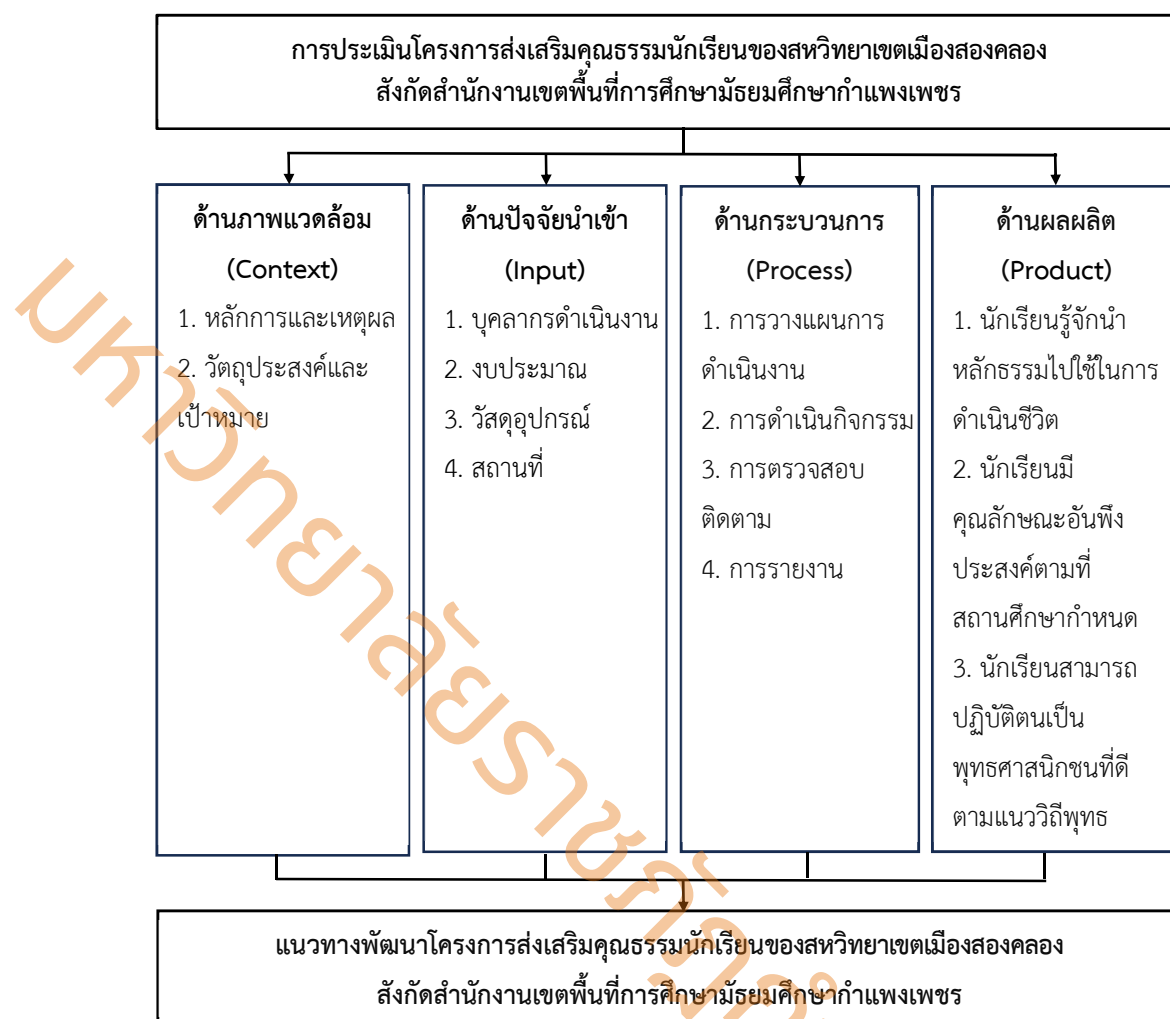 การประเมินโครงการส่งเสริมคุณธรรมนักเรียนของสหวิทยาเขตเมืองสองคลอง
สังกัดสำนักงานเขตพื้นที่การศึกษามัธยมศึกษากำแพงเพชร
ด้านภาพแวดล้อม
(Context)
1. หลักการและเหตุผล
2. วัตถุประสงค์และ
เป้าหมาย
ด้านปัจจัยนำเข้า
(Input)
1. บุคลากรดำเนินงาน
2. งบประมาณ
3. วัสดุอุปกรณ์
4. สถานที่
ด้านกระบวนการ
(Process)
1. การวางแผนการ
ดำเนินงาน
2. การดำเนินกิจกรรม
3. การตรวจสอบ
ติดตาม
4. การรายงาน
ด้านผลผลิต
(Product)
1. นักเรียนรู้จักนำ
หลักธรรมไปใช้ในการ
ดำเนินชีวิต
2. นักเรียนมี
คุณลักษณะอันพึง
ประสงค์ตามที่
สถานศึกษากำหนด
3. นักเรียนสามารถ
ปฏิบัติตนเป็น
พุทธศาสนิกชนที่ดี
ตามแนววิถีพุทธ
แนวทางพัฒนาโครงการส่งเสริมคุณธรรมนักเรียนของสหวิทยาเขตเมืองสองคลอง
สังกัดสำนักงานเขตพื้นที่การศึกษามัธยมศึกษากำแพงเพชร
มหาวิทยาลัยราชภัฏ